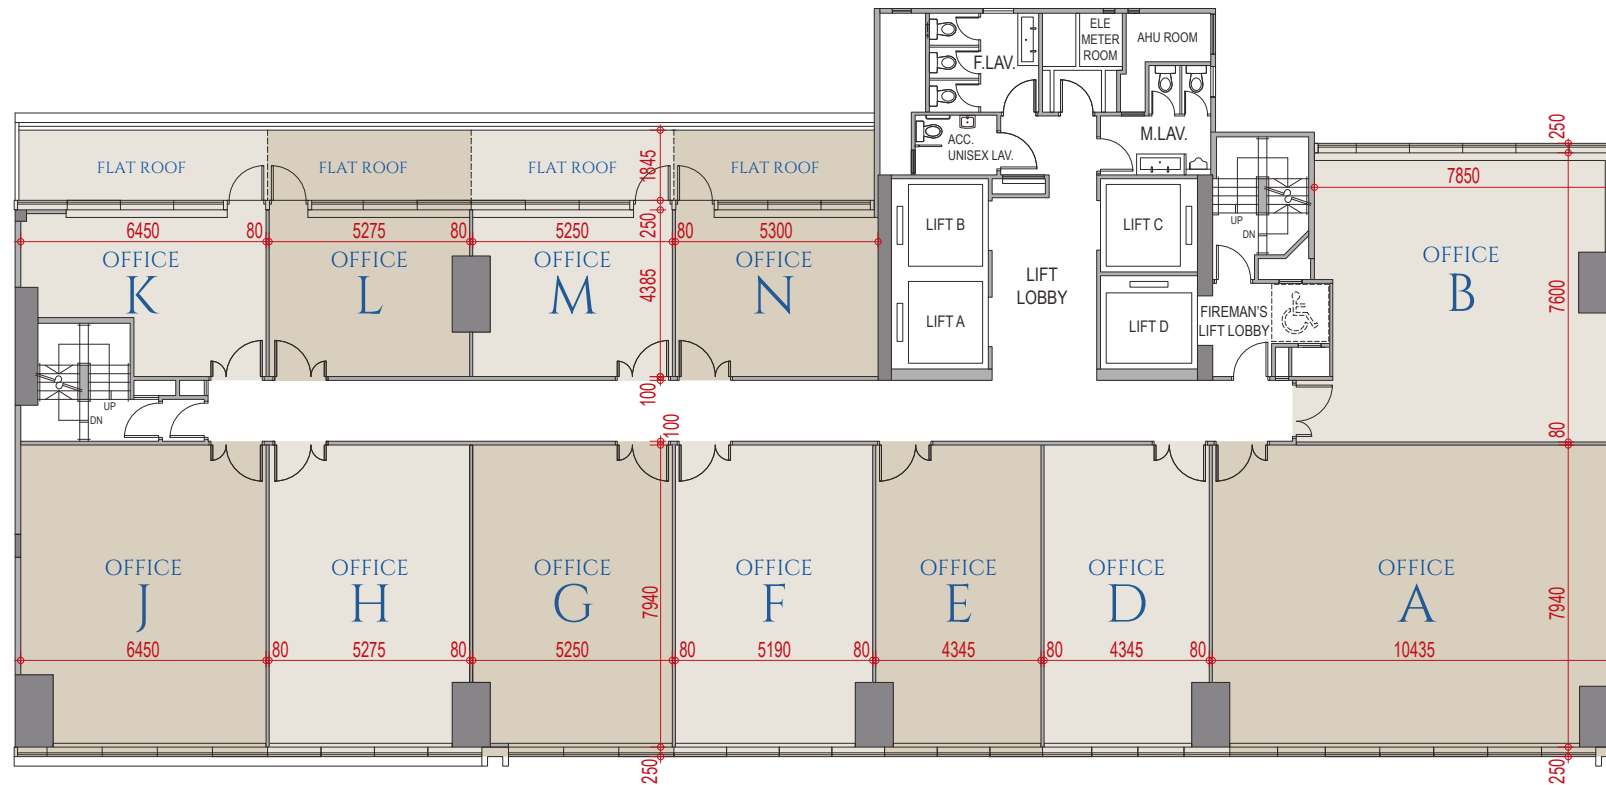 ELE
METER
ROOM
AHU ROOM
F.LAV.
M.LAV.
ACC.
UNISEX LAV.
250
FLAT ROOF
FLAT ROOF
FLAT ROOF
FLAT ROOF
1845
7850
6450
80
5275
80
5250
250
80
5300
LIFT B
LIFT C
UP
DN
OFFICE
K
OFFICE
L
OFFICE
M
OFFICE
N
OFFICE
B
4385
7600
LIFT
LOBBY
LIFT A
LIFT D
FIREMAN'S
LIFT LOBBY
UP
DN
100
100
80
OFFICE
J
OFFICE
H
OFFICE
G
OFFICE
F
OFFICE
E
OFFICE
D
OFFICE
A
7940
7940
6450
80
5275
80
5250
80
5190
80
4345
80
4345
80
10435
250
250